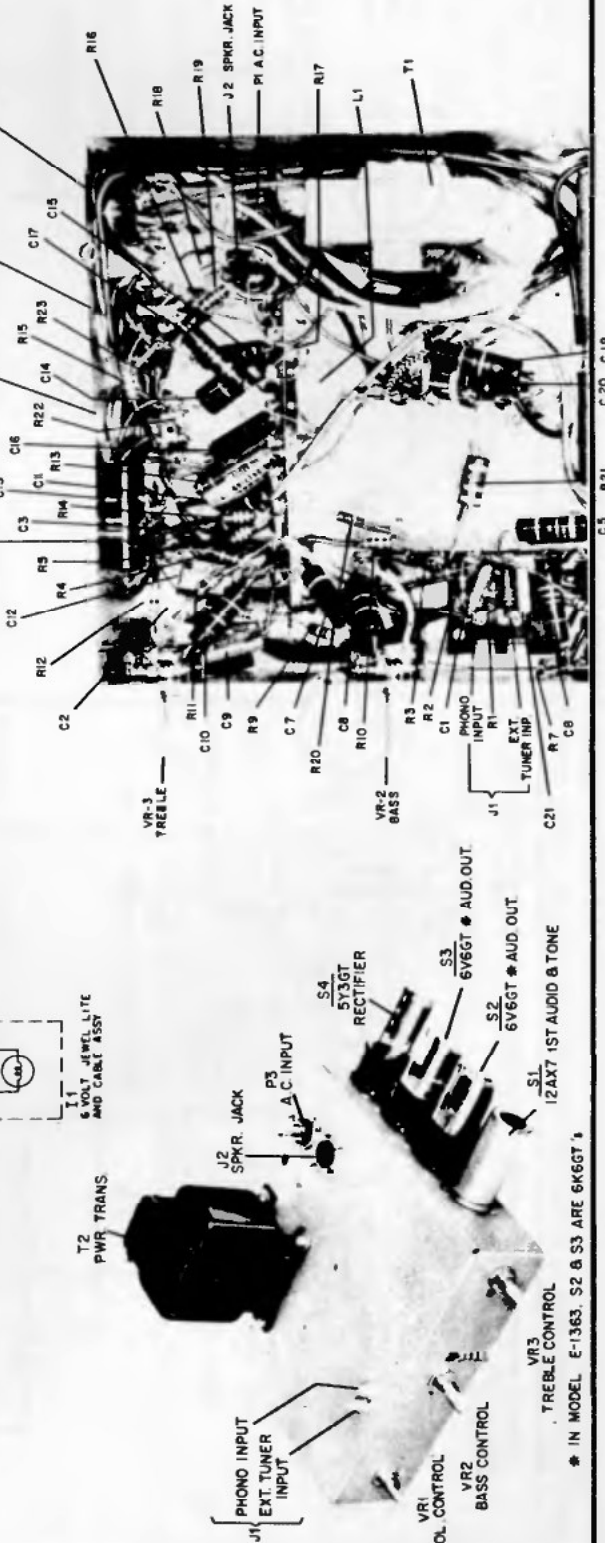 R16
R18
R19
J2 SPKR. JACK
P1 A.C. INPUT
R17
L1
T1
C15
C17
R23
R15
C14
R22
C16
R13
C11
R14
C3
R5
R4
C12
R12
C2
VR-3
TREBLE
R11
C10
C9
R9
C7
R20
C8
R10
VR-2
BASS
R3
R2
C1
PHONO
INPUT
R1
EXT.
TUNER INP.
J1
C21
R7
C8
C5
R21
C20
I1
6 VOLT JEWEL LITE
AND CABLE ASSY
T2
PWR. TRANS.
J2
SPKR. JACK
P3
A.C. INPUT
S4
5Y3GT
RECTIFIER
S3
6V6GT * AUD. OUT.
S2
6V6GT * AUD. OUT.
S1
12AX7 1ST AUDIO & TONE
PHONO INPUT
EXT. TUNER
INPUT
J1
VR1
OL. CONTROL
VR2
BASS CONTROL
VR3
TREBLE CONTROL
* IN MODEL E-1363, S2 & S3 ARE 6K6GT's